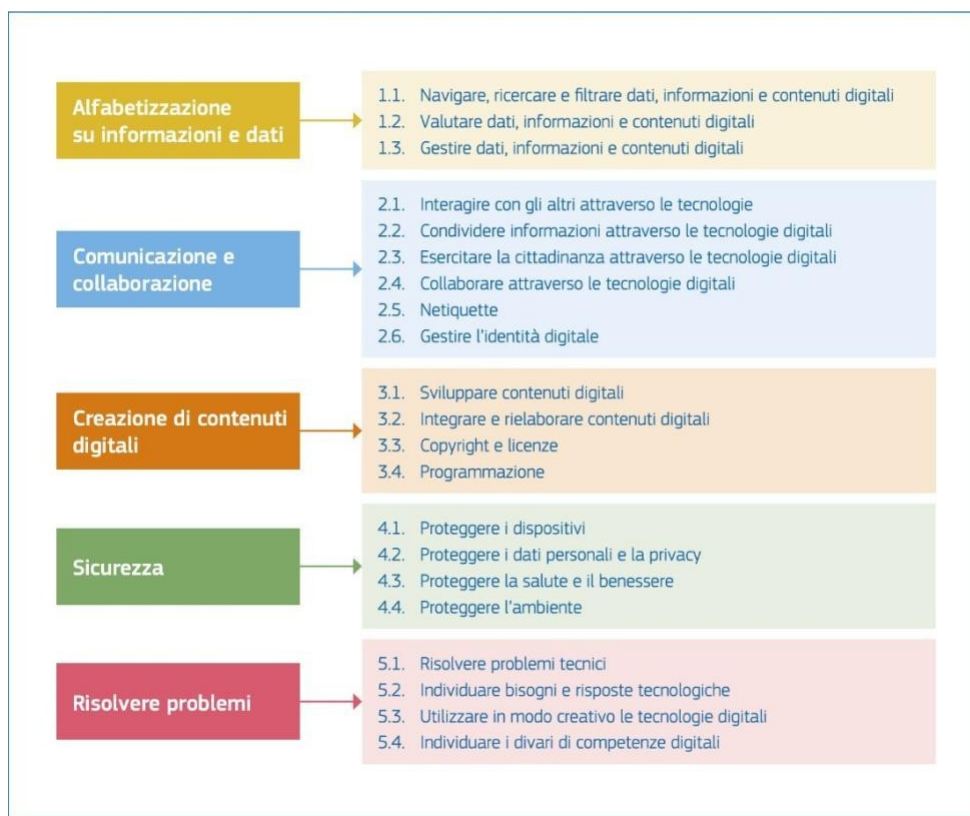 Alfabetizzazione
su informazioni e dati
1.1. Navigare, ricercare e filtrare dati, informazioni e contenuti digitali
1.2. Valutare dati, informazioni e contenuti digitali
1.3. Gestire dati, informazioni e contenuti digitali
Comunicazione e
collaborazione
2.1. Interagire con gli altri attraverso le tecnologie
2.2. Condividere informazioni attraverso le tecnologie digitali
2.3. Esercitare la cittadinanza attraverso le tecnologie digitali
2.4. Collaborare attraverso le tecnologie digitali
2.5. Netiquette
2.6. Gestire l'identità digitale
Creazione di contenuti
digitali
3.1. Sviluppare contenuti digitali
3.2. Integrare e rielaborare contenuti digitali
3.3. Copyright e licenze
3.4. Programmazione
Sicurezza
4.1. Proteggere i dispositivi
4.2. Proteggere i dati personali e la privacy
4.3. Proteggere la salute e il benessere
4.4. Proteggere l'ambiente
Risolvere problemi
5.1. Risolvere problemi tecnici
5.2. Individuare bisogni e risposte tecnologiche
5.3. Utilizzare in modo creativo le tecnologie digitali
5.4. Individuare i divari di competenze digitali